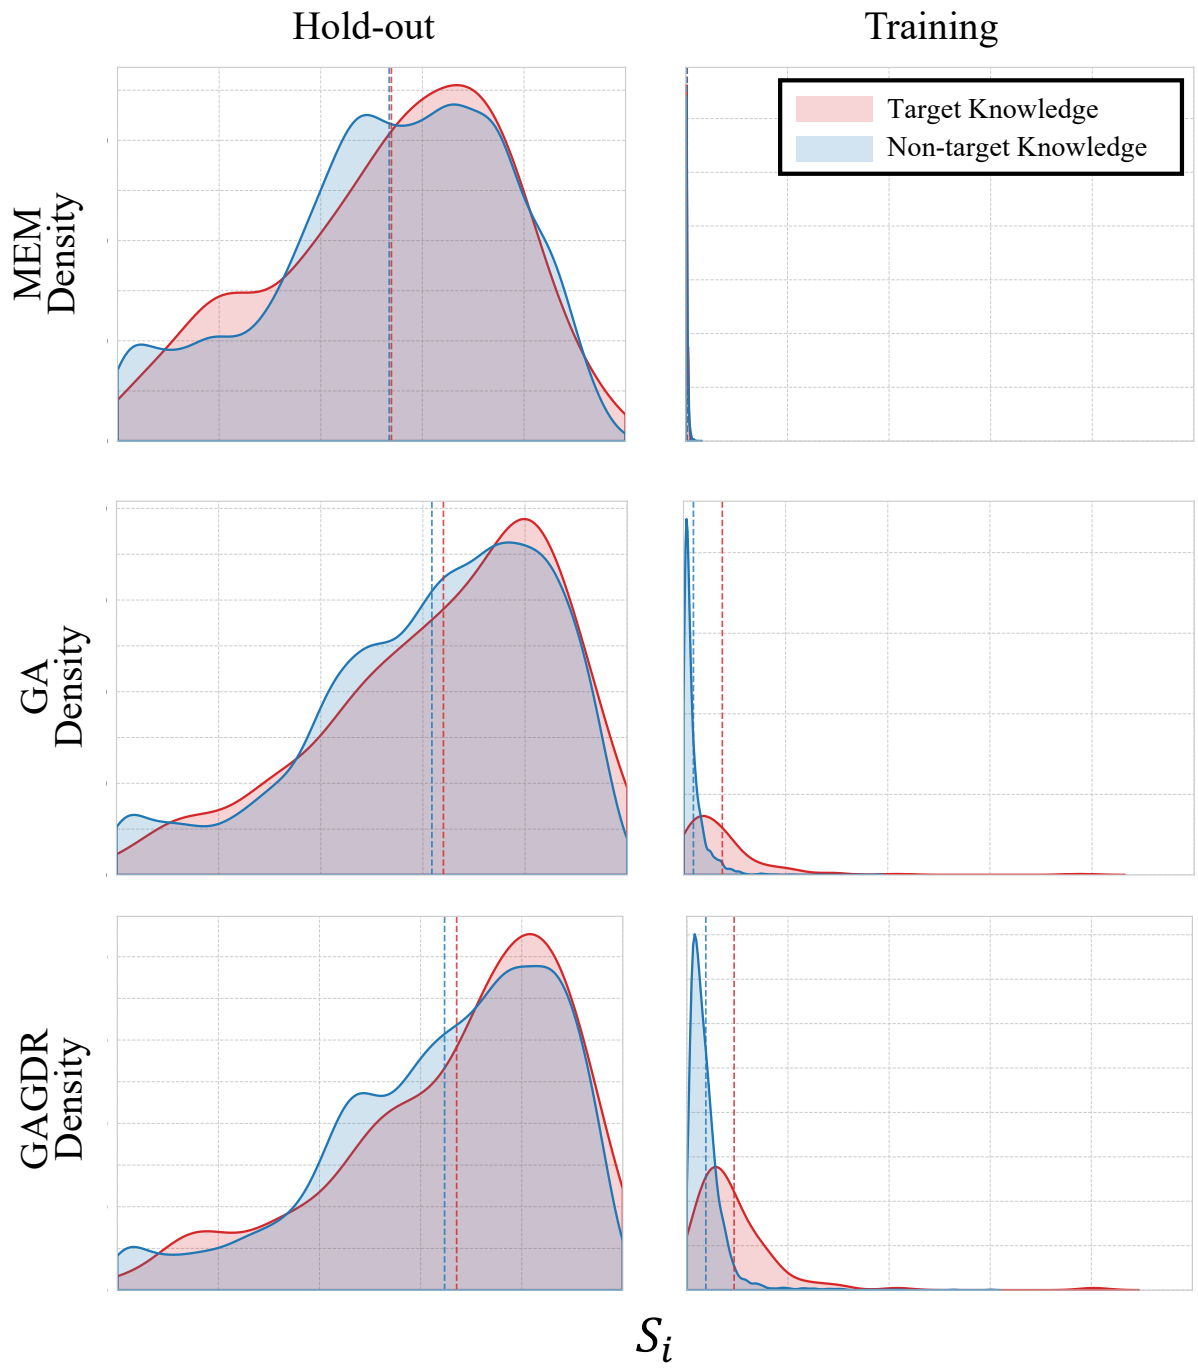 Hold-out
Training
Target Knowledge
Non-target Knowledge
MEM
Density
GA
Density
GAGDR
Density
S_i